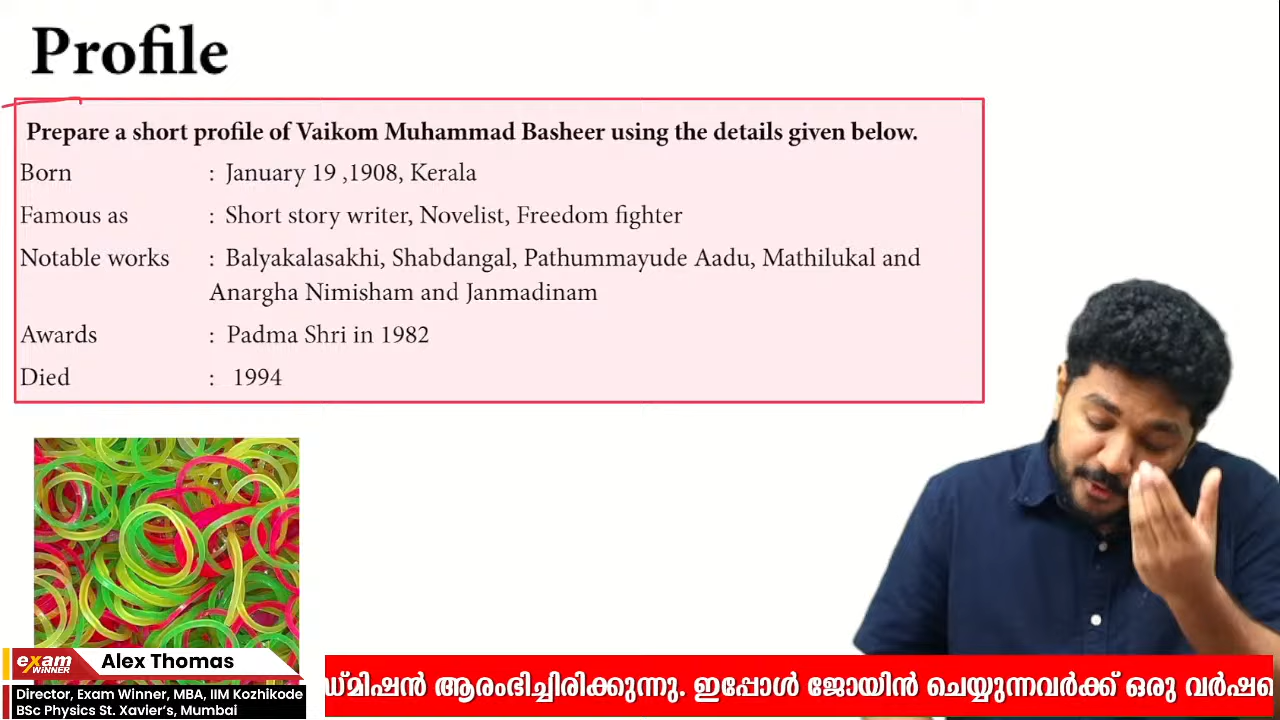 Profile
Prepare a short profile of Vaikom Muhammad Basheer using the details given below.
Born : January 19 ,1908, Kerala
Famous as : Short story writer, Novelist, Freedom fighter
Notable works : Balyakalasakhi, Shabdangal, Pathummayude Aadu, Mathilukal and
Anargha Nimisham and Janmadinam
Awards : Padma Shri in 1982
Died : 1994
exam
WINNER
Alex Thomas
Director, Exam Winner, MBA, IIM Kozhikode
BSc Physics St. Xavier's, Mumbai
ഡ്മിഷൻ ആരംഭിച്ചിരിക്കുന്നു. ഇപ്പോൾ ജോയിൻ ചെയ്യുന്നവർക്ക് ഒരു വർഷ